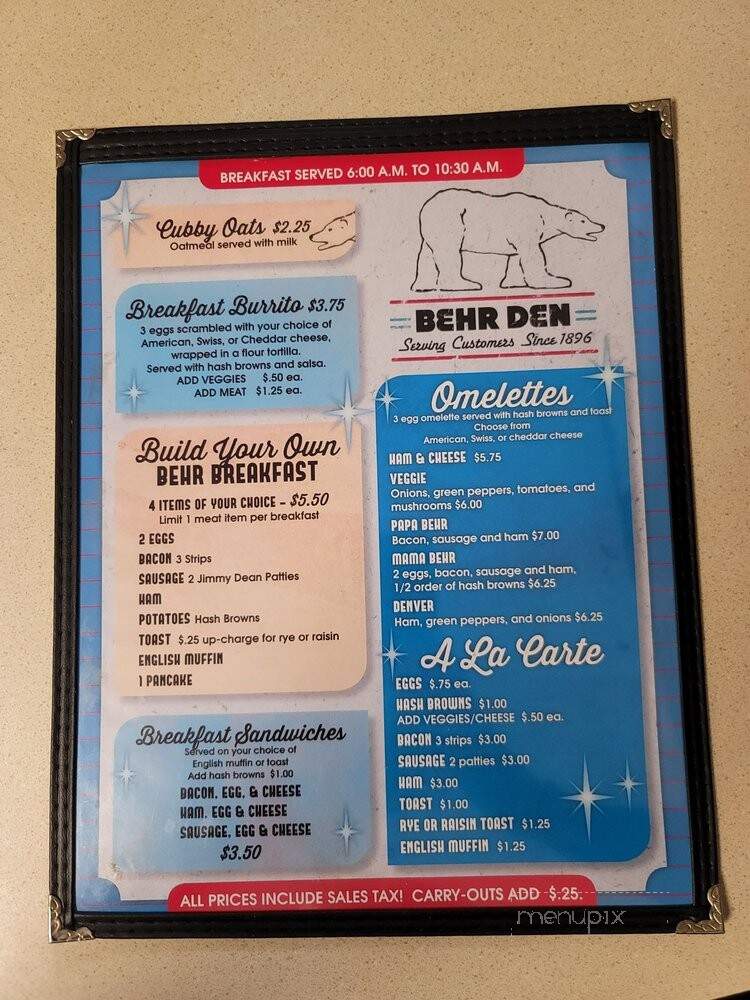 BREAKFAST SERVED 6:00 A.M. TO 10:30 A.M.
Cubby Oats $2.25
Oatmeal served with milk
Breakfast Burrito $3.75
3 eggs scrambled with your choice of
American, Swiss, or Cheddar cheese,
wrapped in a flour tortilla.
Served with hash browns and salsa.
ADD VEGGIES $.50 ea.
ADD MEAT $1.25 ea.
Build Your Own
BEHR BREAKFAST
4 ITEMS OF YOUR CHOICE - $5.50
Limit 1 meat item per breakfast
2 EGGS
BACON 3 Strips
SAUSAGE 2 Jimmy Dean Patties
HAM
POTATOES Hash Browns
TOAST $.25 up-charge for rye or raisin
ENGLISH MUFFIN
1 PANCAKE
Breakfast Sandwiches
Served on your choice of
English muffin or toast
Add hash browns $1.00
BACON, EGG, & CHEESE
HAM, EGG & CHEESE
SAUSAGE, EGG & CHEESE
$3.50
BEHR DEN
Serving Customers Since 1896
Omelettes
3 egg omelette served with hash browns and toast
Choose from
American, Swiss, or cheddar cheese
HAM & CHEESE $5.75
VEGGIE
Onions, green peppers, tomatoes, and
mushrooms $6.00
PAPA BEHR
Bacon, sausage and ham $7.00
MAMA BEHR
2 eggs, bacon, sausage and ham,
1/2 order of hash browns $6.25
DENVER
Ham, green peppers, and onions $6.25
A La Carte
EGGS $.75 ea.
HASH BROWNS $1.00
ADD VEGGIES/CHEESE $.50 ea.
BACON 3 strips $3.00
SAUSAGE 2 patties $3.00
HAM $3.00
TOAST $1.00
RYE OR RAISIN TOAST $1.25
ENGLISH MUFFIN $1.25
ALL PRICES INCLUDE SALES TAX! CARRY-OUTS ADD $.25.
menupix